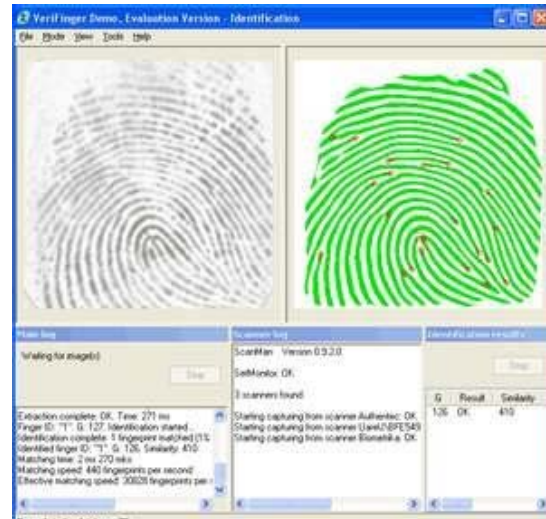 VeriFinger Demo, Evaluation Version - Identification
File Mode View Tools Help
Main log
Scanner log
Identification results
Waiting for image(s)
Stop
Extraction complete: OK. Time: 271 ms
Finger ID: "1". G: 127. Identification started...
Identification complete: 1 fingerprint matched (1%
Identified finger ID: "1". G: 126. Similarity: 410
Matching time: 2 ms 270 mks
Matching speed: 440 fingerprints per second
Effective matching speed: 30828 fingerprints per
ScanMan Version 0.9.2.0
SetMonitor: OK.
3 scanners found:
Starting capturing from scanner Authentec: OK.
Starting capturing from scanner
Starting capturing from scanner OK.
Stop
G Result Similarity
126 OK 410